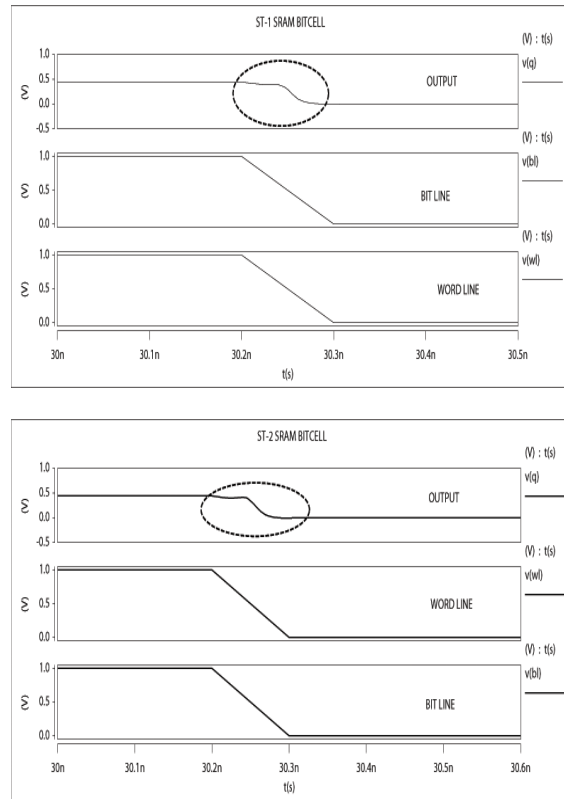 ST-1 SRAM BITCELL
(V) : t(s)
v(q)
1.0
0.5
0.0
-0.5
(V)
OUTPUT
(V) : t(s)
v(bl)
1.0
0.5
0.0
(V)
BIT LINE
(V) : t(s)
v(wl)
1.0
0.5
0.0
(V)
WORD LINE
30n 30.1n 30.2n 30.3n 30.4n 30.5n
t(s)
ST-2 SRAM BITCELL
(V) : t(s)
v(q)
1.0
0.5
0.0
-0.5
(V)
OUTPUT
(V) : t(s)
v(wl)
1.0
0.5
0.0
(V)
WORD LINE
(V) : t(s)
v(bl)
1.0
0.5
0.0
(V)
BIT LINE
30n 30.1n 30.2n 30.3n 30.4n 30.5n 30.6n
t(s)